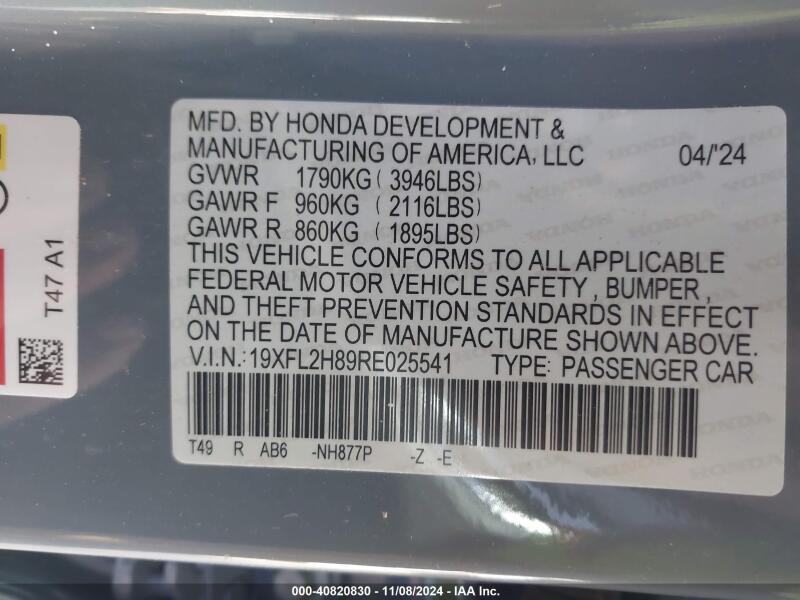 MFD. BY HONDA DEVELOPMENT &
MANUFACTURING OF AMERICA, LLC 04/'24
GVWR 1790KG ( 3946LBS)
GAWR F 960KG ( 2116LBS)
GAWR R 860KG ( 1895LBS)
THIS VEHICLE CONFORMS TO ALL APPLICABLE
FEDERAL MOTOR VEHICLE SAFETY , BUMPER ,
AND THEFT PREVENTION STANDARDS IN EFFECT
ON THE DATE OF MANUFACTURE SHOWN ABOVE.
V.I.N.: 19XFL2H89RE025541 TYPE: PASSENGER CAR
T49 R AB6 -NH877P -Z -E
T47 A1
000-40820830 - 11/08/2024 - IAA Inc.